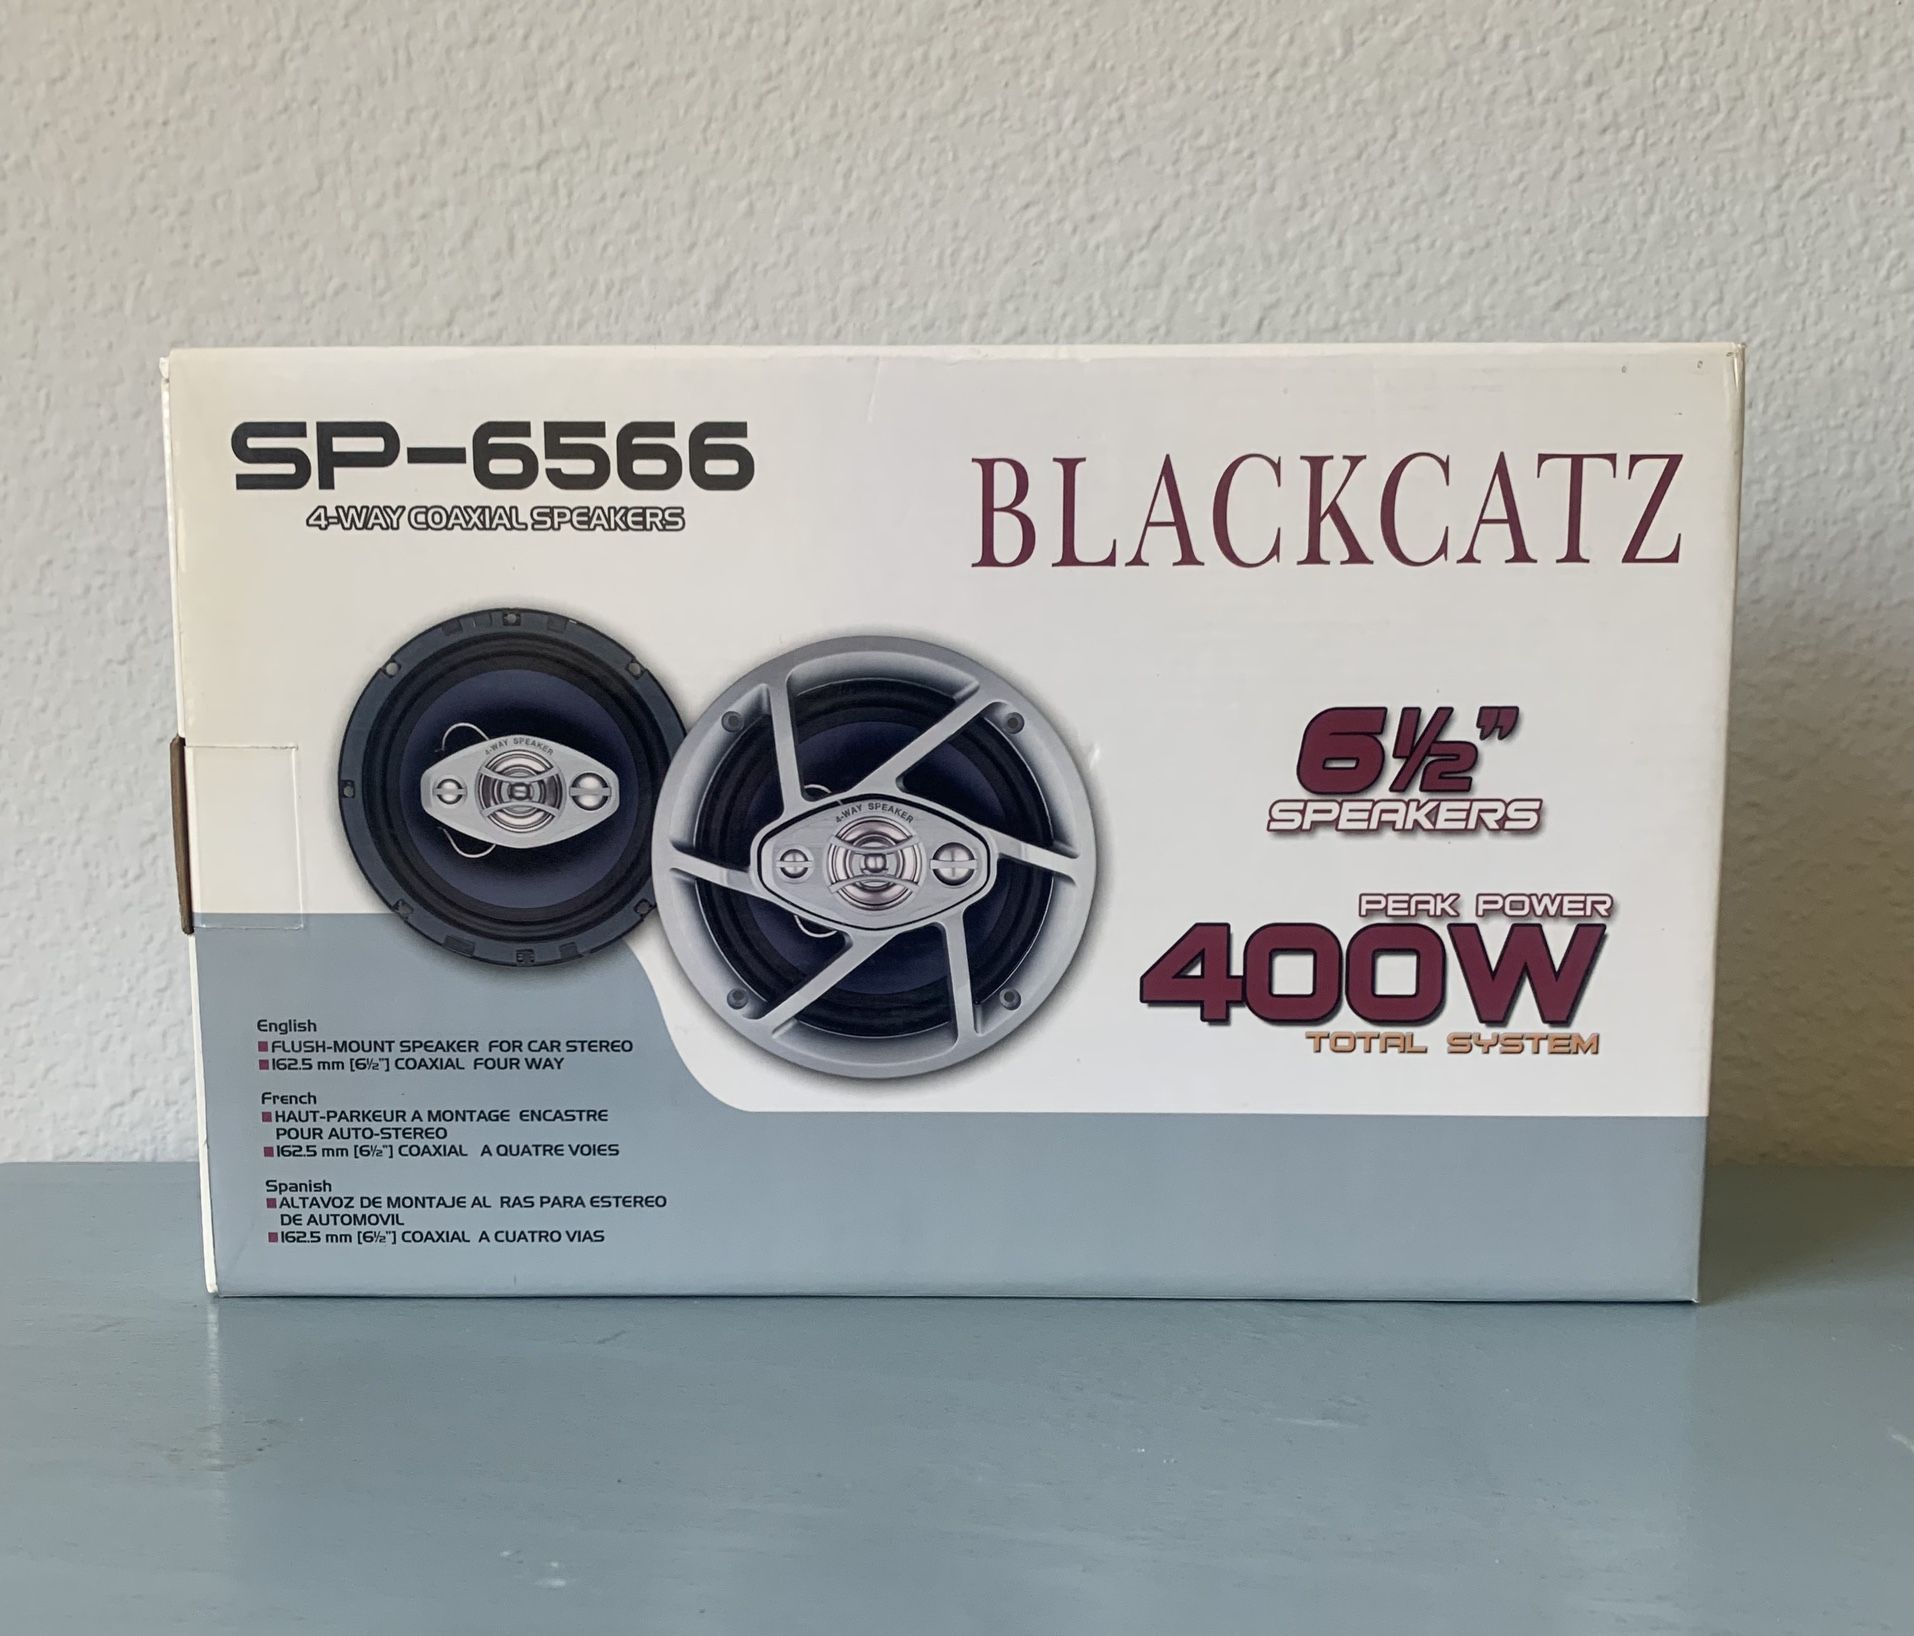 SP-6566
4-WAY COAXIAL SPEAKERS
BLACKCATZ
4-WAY SPEAKER
4-WAY SPEAKER
6½"
SPEAKERS
PEAK POWER
400W
TOTAL SYSTEM
English
FLUSH-MOUNT SPEAKER FOR CAR STEREO
162.5 mm [6½"] COAXIAL FOUR WAY
French
HAUT-PARKEUR A MONTAGE ENCASTRE
POUR AUTO-STEREO
162.5 mm [6½"] COAXIAL A QUATRE VOIES
Spanish
ALTAVOZ DE MONTAJE AL RAS PARA ESTEREO
DE AUTOMOVIL
162.5 mm [6½"] COAXIAL A CUATRO VIAS